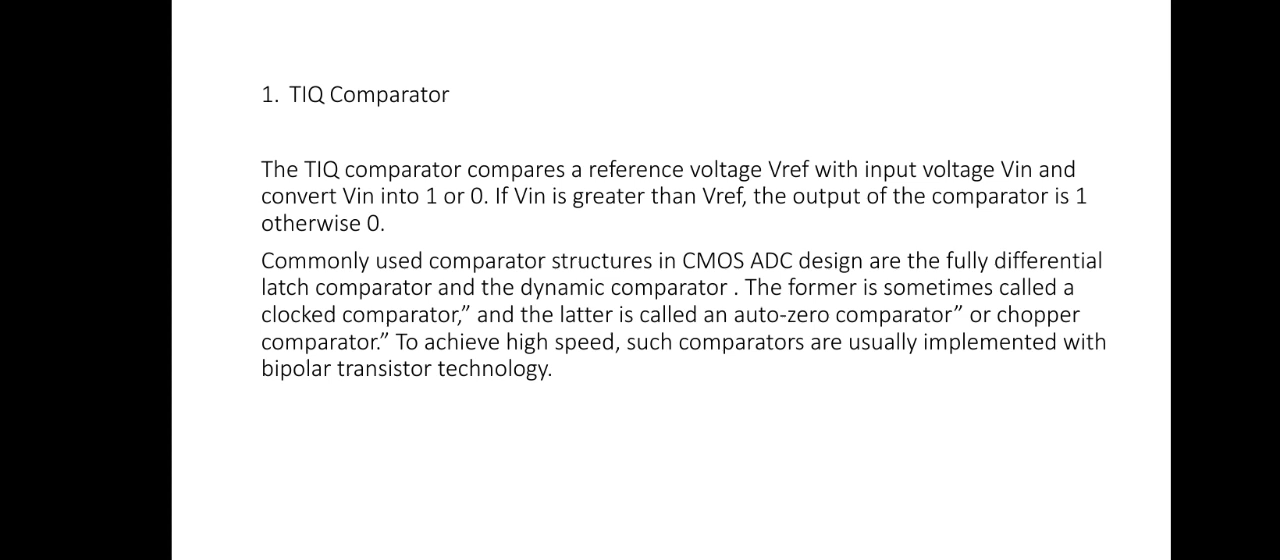 1. TIQ Comparator
The TIQ comparator compares a reference voltage Vref with input voltage Vin and
convert Vin into 1 or 0. If Vin is greater than Vref, the output of the comparator is 1
otherwise 0.
Commonly used comparator structures in CMOS ADC design are the fully differential
latch comparator and the dynamic comparator . The former is sometimes called a
clocked comparator,” and the latter is called an auto-zero comparator” or chopper
comparator.” To achieve high speed, such comparators are usually implemented with
bipolar transistor technology.